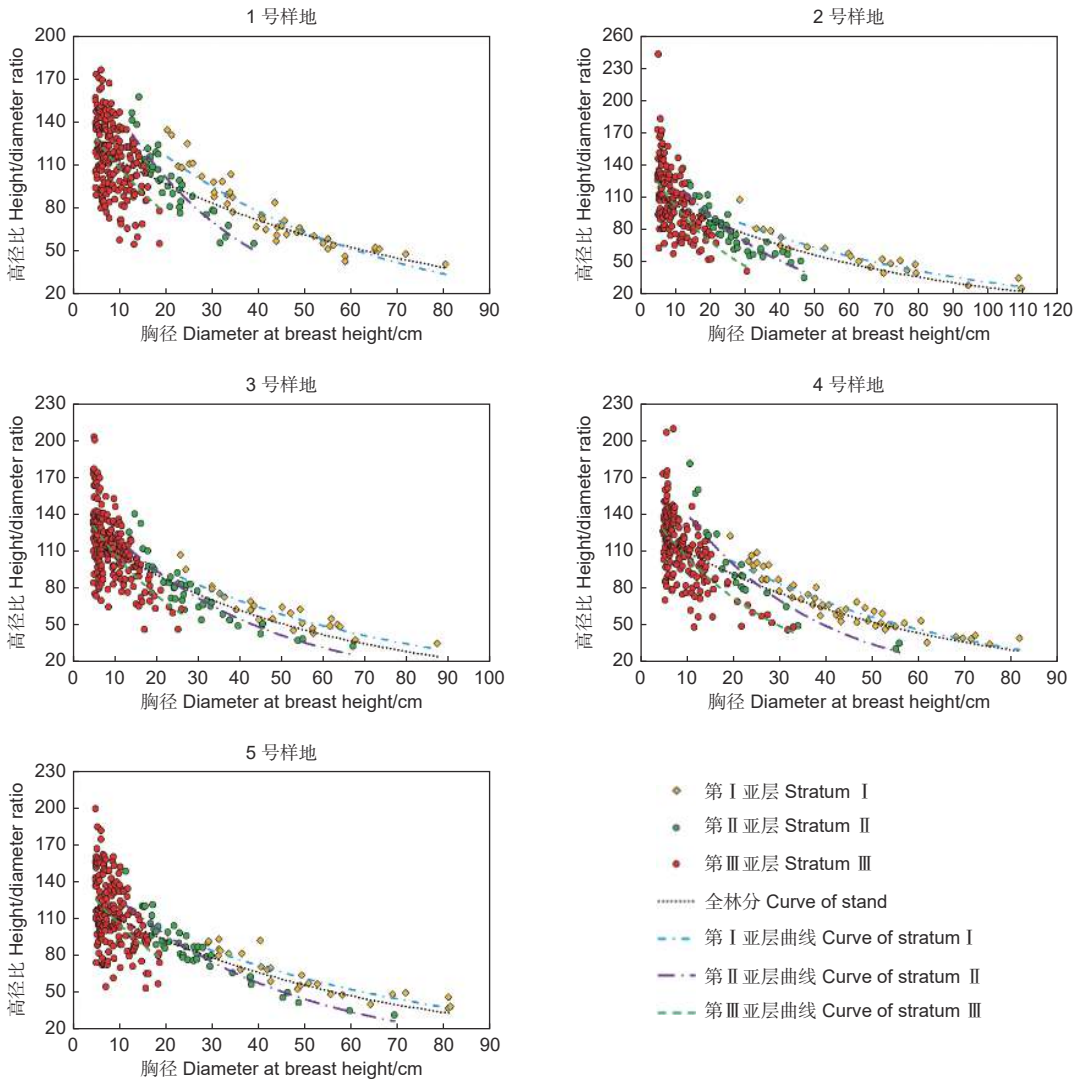 1 号样地
200
170
140
110
80
50
20
高径比 Height/diameter ratio
0 10 20 30 40 50 60 70 80 90
胸径 Diameter at breast height/cm
2 号样地
260
230
200
170
140
110
80
50
20
高径比 Height/diameter ratio
0 10 20 30 40 50 60 70 80 90 100 110 120
胸径 Diameter at breast height/cm
3 号样地
230
200
170
140
110
80
50
20
高径比 Height/diameter ratio
0 10 20 30 40 50 60 70 80 90 100
胸径 Diameter at breast height/cm
4 号样地
230
200
170
140
110
80
50
20
高径比 Height/diameter ratio
0 10 20 30 40 50 60 70 80 90
胸径 Diameter at breast height/cm
5 号样地
230
200
170
140
110
80
50
20
高径比 Height/diameter ratio
0 10 20 30 40 50 60 70 80 90
胸径 Diameter at breast height/cm
第Ⅰ亚层 Stratum Ⅰ
第Ⅱ亚层 Stratum Ⅱ
第Ⅲ亚层 Stratum Ⅲ
全林分 Curve of stand
第Ⅰ亚层曲线 Curve of stratum Ⅰ
第Ⅱ亚层曲线 Curve of stratum Ⅱ
第Ⅲ亚层曲线 Curve of stratum Ⅲ